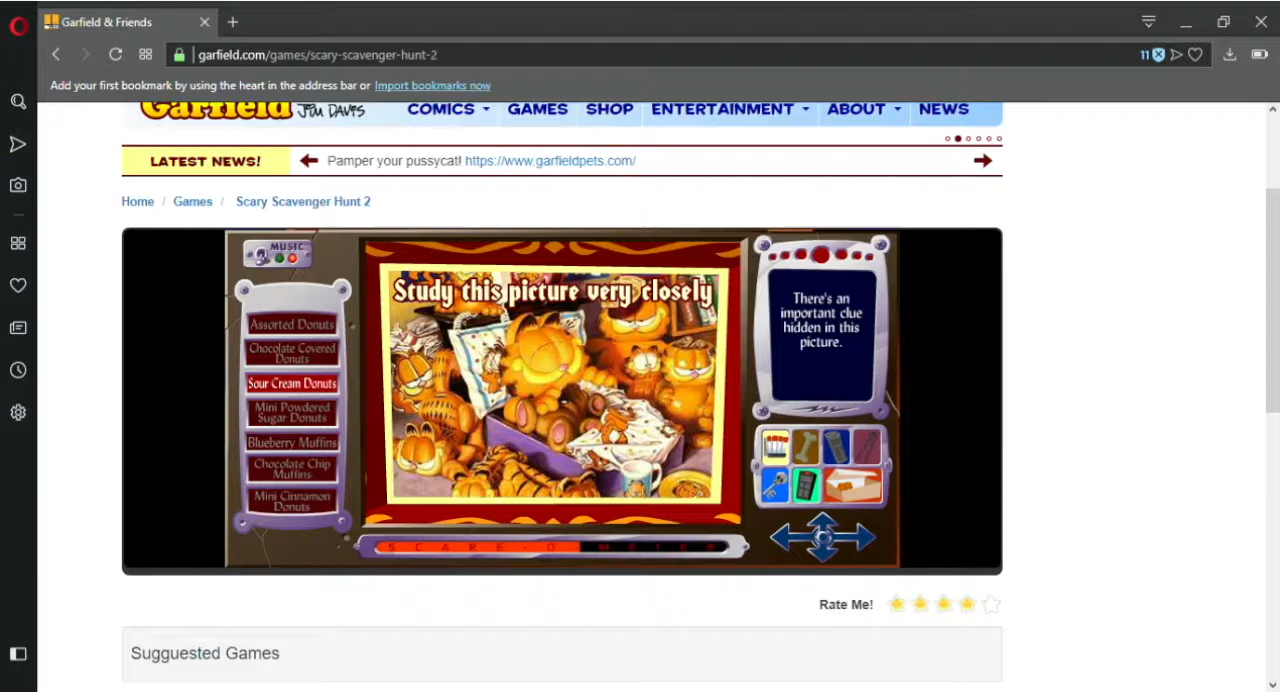 Garfield & Friends
garfield.com/games/scary-scavenger-hunt-2
11
Add your first bookmark by using the heart in the address bar or Import bookmarks now
Garfield JIM DAVIS
COMICS GAMES SHOP ENTERTAINMENT ABOUT NEWS
LATEST NEWS! Pamper your pussycat! https://www.garfieldpets.com/
Home / Games / Scary Scavenger Hunt 2
MUSIC
Assorted Donuts
Chocolate Covered
Donuts
Sour Cream Donuts
Mini Powdered
Sugar Donuts
Blueberry Muffins
Chocolate Chip
Muffins
Mini Cinnamon
Donuts
Study this picture very closely
There's an
important clue
hidden in this
picture.
SCARE-O METER
Rate Me!
Sugguested Games